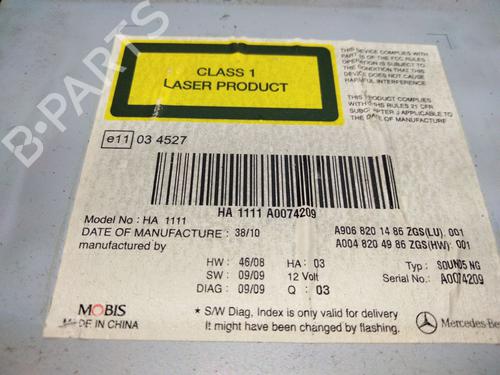 B-PARTS
CLASS 1
LASER PRODUCT
THIS DEVICE COMPLIES WITH
PART 15 OF THE FCC RULES
OPERATION IS SUBJECT TO
THE CONDITION THAT THIS
DEVICE DOES NOT CAUSE
HARMFUL INTERFERENCE
THIS PRODUCT COMPLIES
RULES 21 CFR
SUBCHAPTER J APPLICABLE TO
THE DATE OF MANUFACTURE
e11 03 4527
HA 1111 A0074209
Model No : HA 1111
DATE OF MANUFACTURE : 38/10
manufactured by
A906 820 14 86 ZGS(LU): 001
A004 820 49 86 ZGS(HW): 001
HW : 46/08 HA : 03 Typ : SOUND5 NG
SW : 09/09 12 Volt Serial No.: A0074209
DIAG : 09/09 Q : 03
MOBIS
MADE IN CHINA
* S/W Diag, Index is only valid for delivery
It might have been changed by flashing.
Mercedes-Benz